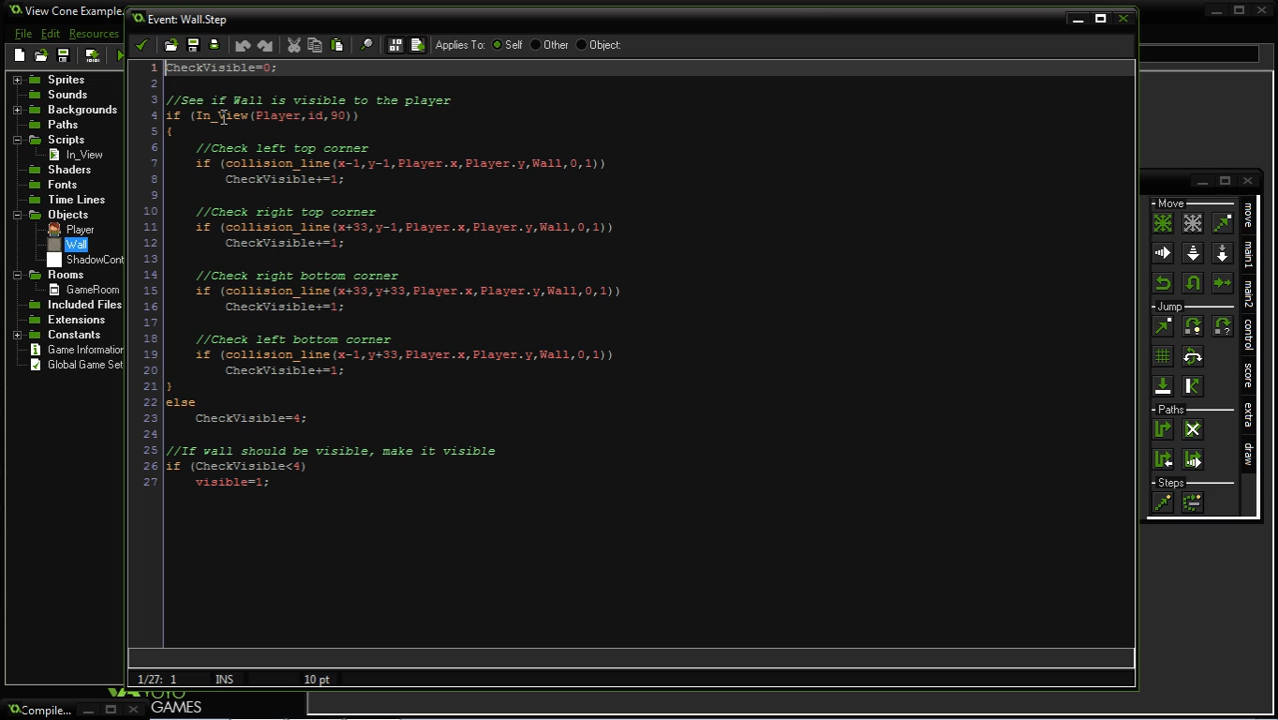 View Cone Example.
File Edit Resources
Sprites
Sounds
Backgrounds
Paths
Scripts
In_View
Shaders
Fonts
Time Lines
Objects
Player
Wall
ShadowCont
Rooms
GameRoom
Included Files
Extensions
Constants
Game Information
Global Game Set
Event: Wall.Step
Applies To: Self Other Object:
1 CheckVisible=0;
2
3 //See if Wall is visible to the player
4 if (In_View(Player,id,90))
5 {
6 //Check left top corner
7 if (collision_line(x-1,y-1,Player.x,Player.y,Wall,0,1))
8 CheckVisible+=1;
9
10 //Check right top corner
11 if (collision_line(x+33,y-1,Player.x,Player.y,Wall,0,1))
12 CheckVisible+=1;
13
14 //Check right bottom corner
15 if (collision_line(x+33,y+33,Player.x,Player.y,Wall,0,1))
16 CheckVisible+=1;
17
18 //Check left bottom corner
19 if (collision_line(x-1,y+33,Player.x,Player.y,Wall,0,1))
20 CheckVisible+=1;
21 }
22 else
23 CheckVisible=4;
24
25 //If wall should be visible, make it visible
26 if (CheckVisible<4)
27 visible=1;
1/27: 1 INS 10 pt
Move
Jump
Paths
Steps
move
main1
main2
control
score
extra
draw
YOYO
GAMES
Compile...